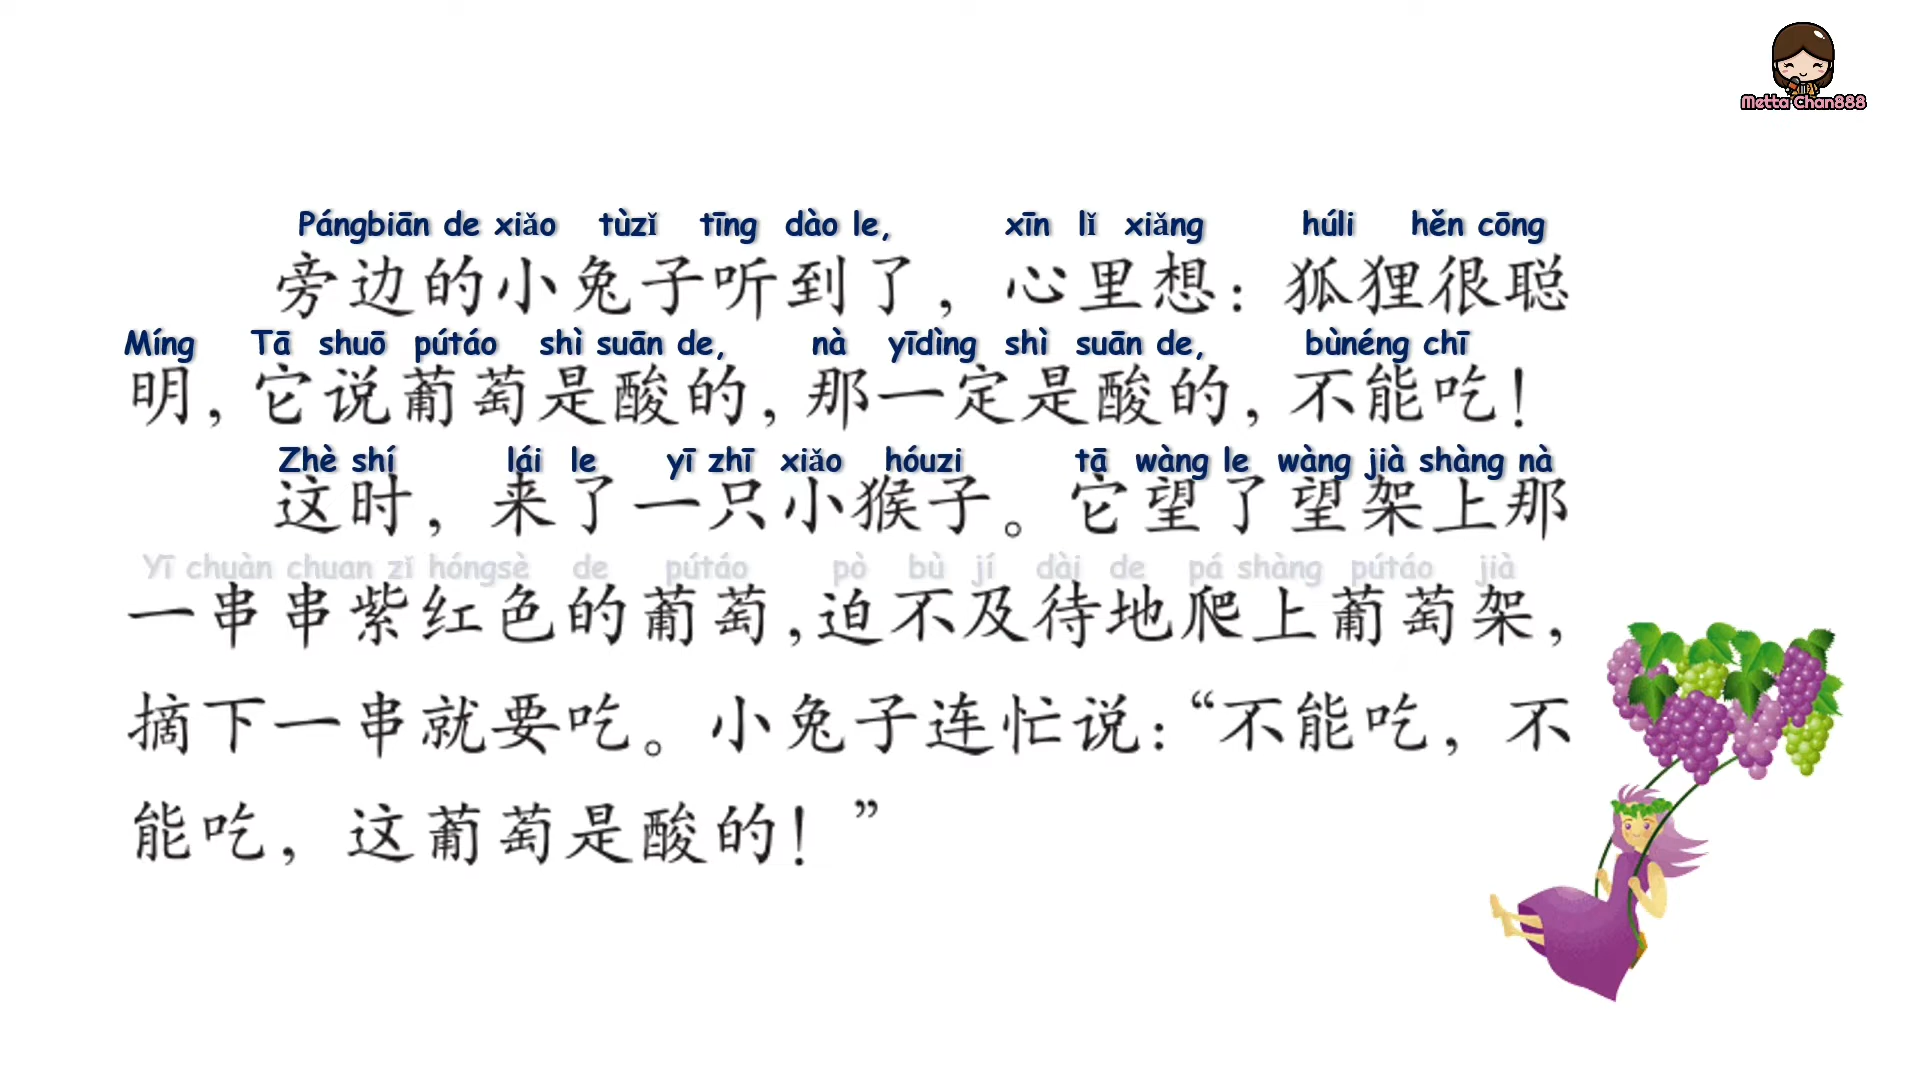 Metta Chan888
Pángbiān de xiǎo tùzǐ tīng dào le, xīn lǐ xiǎng húli hěn cōng
旁边的小兔子听到了，心里想：狐狸很聪
Míng Tā shuō pútáo shì suān de, nà yīdìng shì suān de, bùnéng chī
明，它说葡萄是酸的，那一定是酸的，不能吃！
Zhè shí lái le yī zhī xiǎo hóuzi tā wàng le wàng jià shàng nà
这时，来了一只小猴子。它望了望架上那
Yī chuàn chuan zǐ hóngsè de pútáo pò bù jí dài de pá shàng pútáo jià
一串串紫红色的葡萄，迫不及待地爬上葡萄架，
摘下一串就要吃。小兔子连忙说：“不能吃，不
能吃，这葡萄是酸的！”